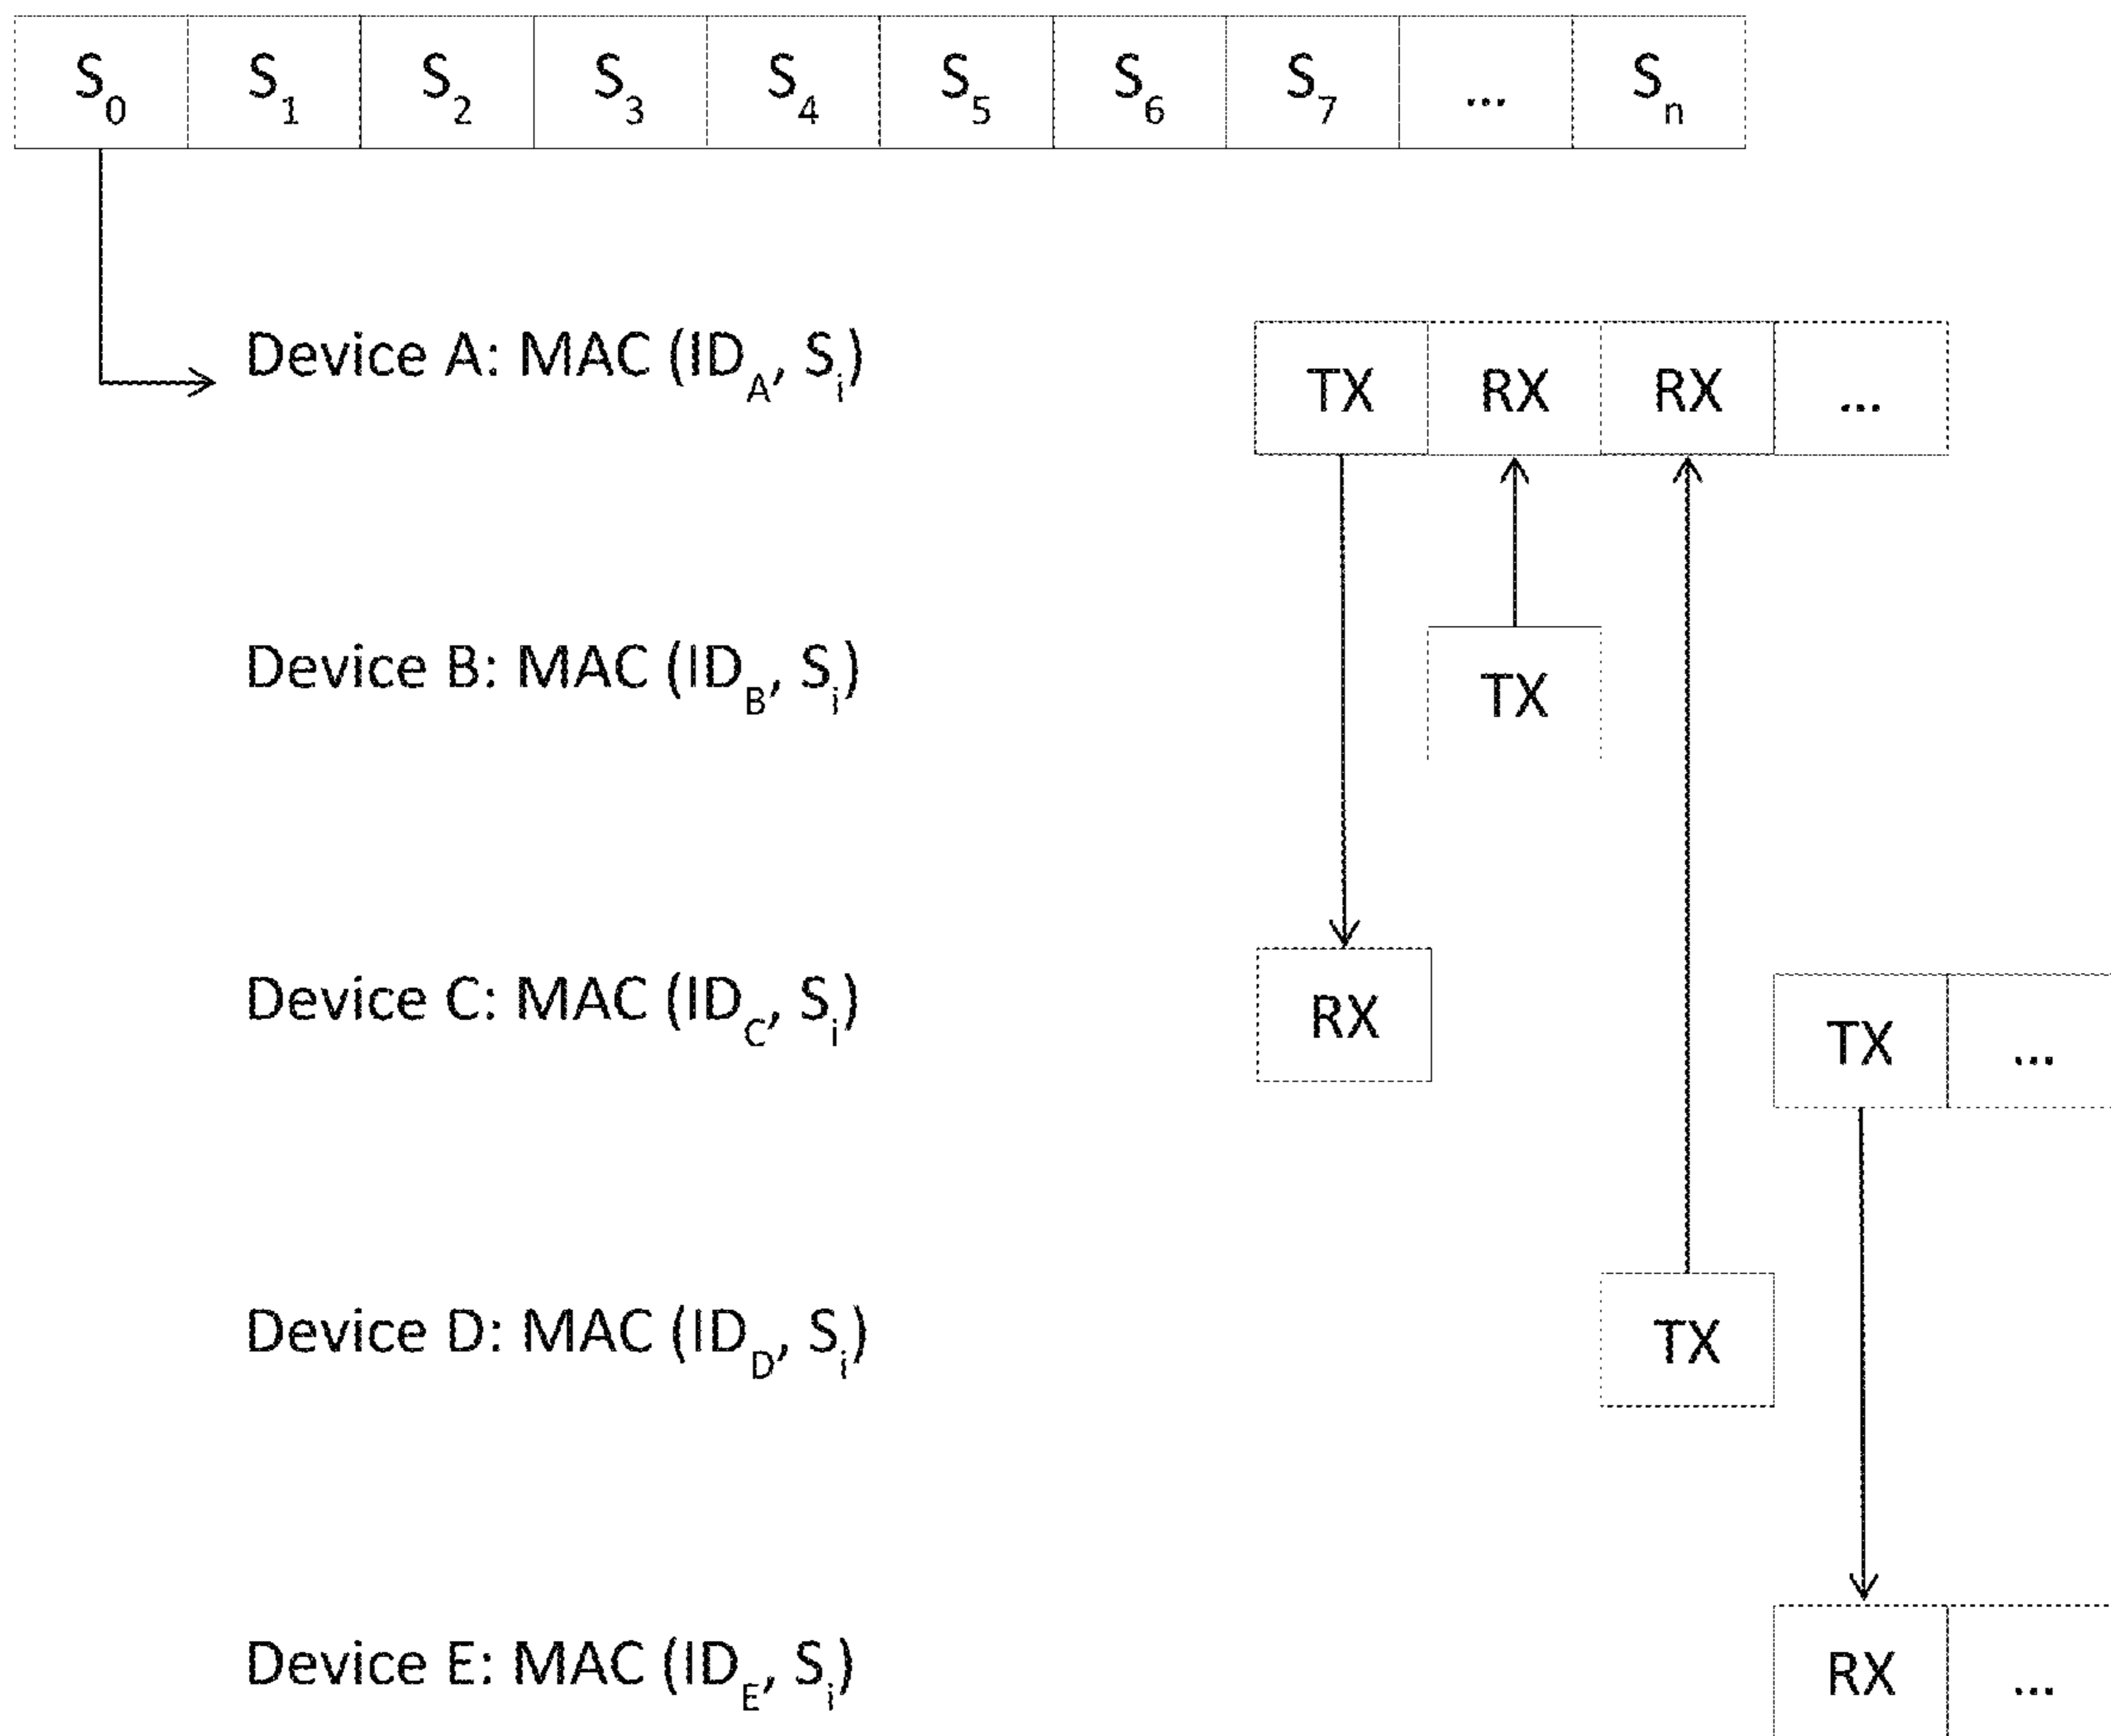 S0 S1 S2 S3 S4 S5 S6 S7 ... Sn
Device A: MAC (IDA, Si)
TX RX RX ...
Device B: MAC (IDB, Si)
TX
Device C: MAC (IDC, Si)
RX
TX ...
Device D: MAC (IDD, Si)
TX
Device E: MAC (IDE, Si)
RX ...